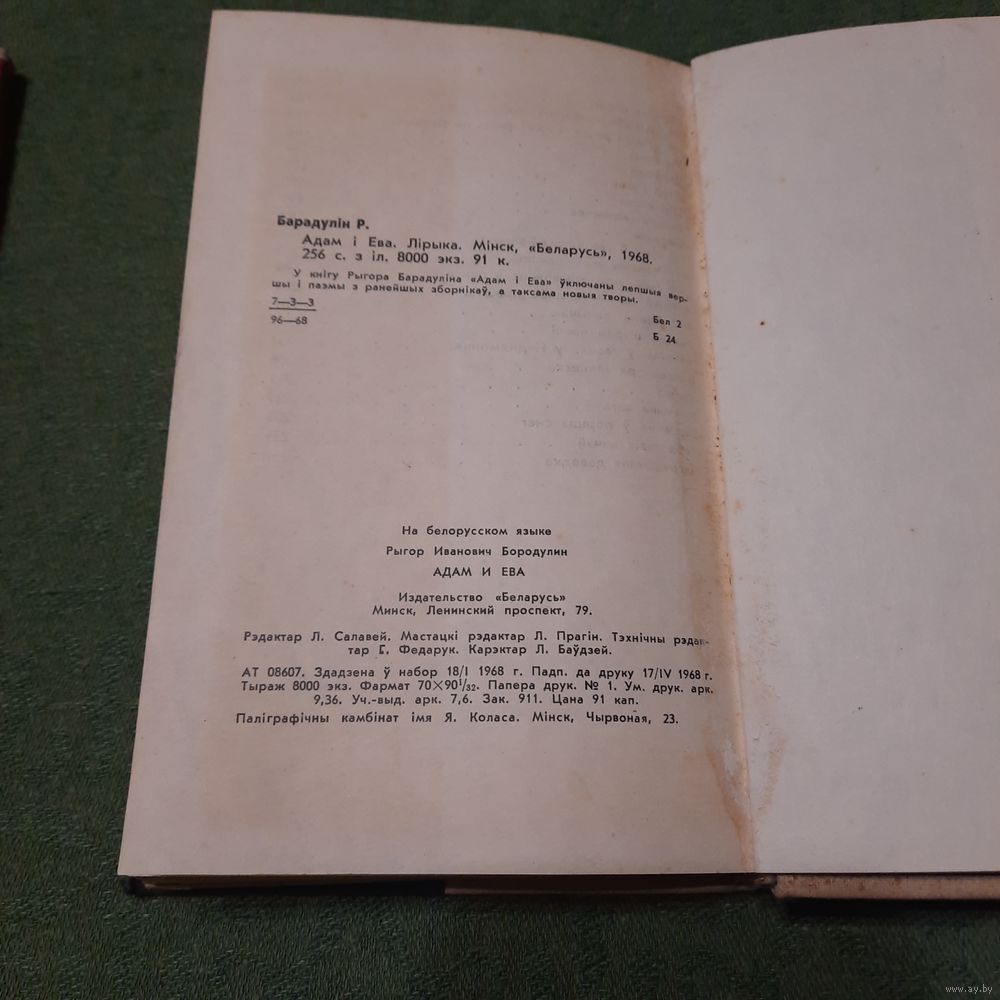 Барадулін Р.
Адам і Ева. Лірыка. Мінск, «Беларусь», 1968.
256 с. з іл. 8000 экз. 91 к.
У кнігу Рыгора Барадуліна «Адам і Ева» ўключаны лепшыя вер-
шы і паэмы з ранейшых зборнікаў, а таксама новыя творы.
7—3—3
96—68
Бел 2
Б 24
На белорусском языке
Рыгор Иванович Бородулин
АДАМ И ЕВА
Издательство «Беларусь»
Минск, Ленинский проспект, 79.
Рэдактар Л. Салавей. Мастацкі рэдактар Л. Прагін. Тэхнічны рэдак-
тар Г. Федарук. Карэктар Л. Баўдзей.
АТ 08607. Здадзена ў набор 18/I 1968 г. Падп. да друку 17/IV 1968 г.
Тыраж 8000 экз. Фармат 70×90¹/₃₂. Папера друк. № 1. Ум. друк. арк.
9,36. Уч.-выд. арк. 7,6. Зак. 911. Цана 91 кап.
Паліграфічны камбінат імя Я. Коласа. Мінск, Чырвоная, 23.
www.ay.by